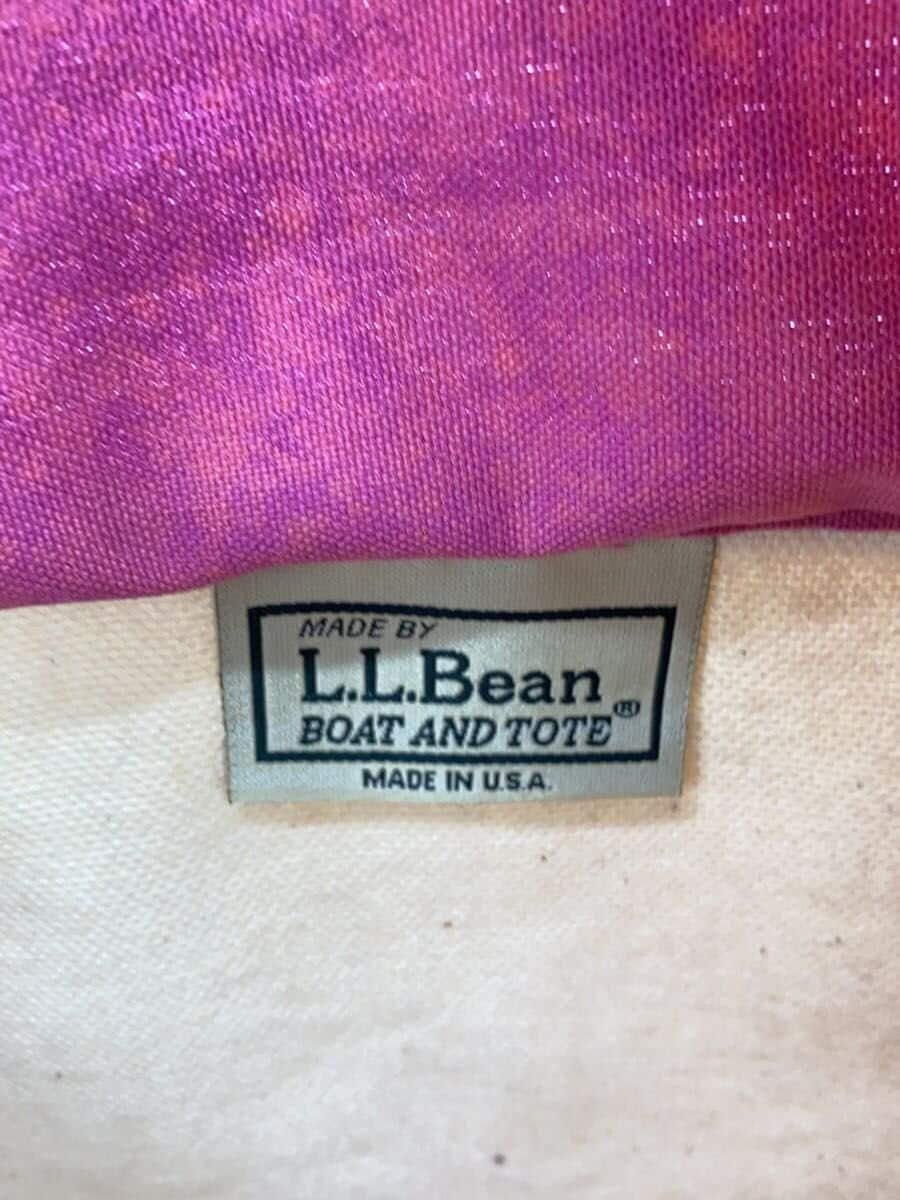 MADE BY
L.L.Bean
BOAT AND TOTE®
MADE IN U.S.A.